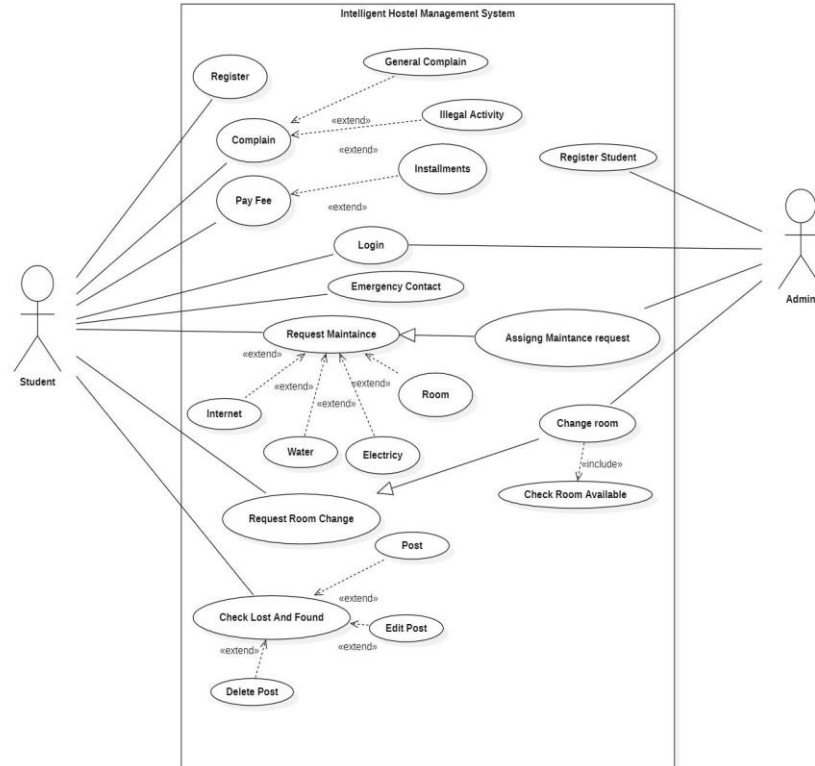 Intelligent Hostel Management System
General Complain
Register
Illegal Activity
«extend»
Complain
«extend»
Register Student
Installments
Pay Fee
«extend»
Login
Emergency Contact
Admin
Request Maintaince
Assigng Maintance request
«extend»
Student
«extend»
«extend»
Room
Internet
«extend»
Change room
Water
Electricy
«include»
Check Room Available
Request Room Change
Post
«extend»
Check Lost And Found
Edit Post
«extend»
«extend»
Delete Post